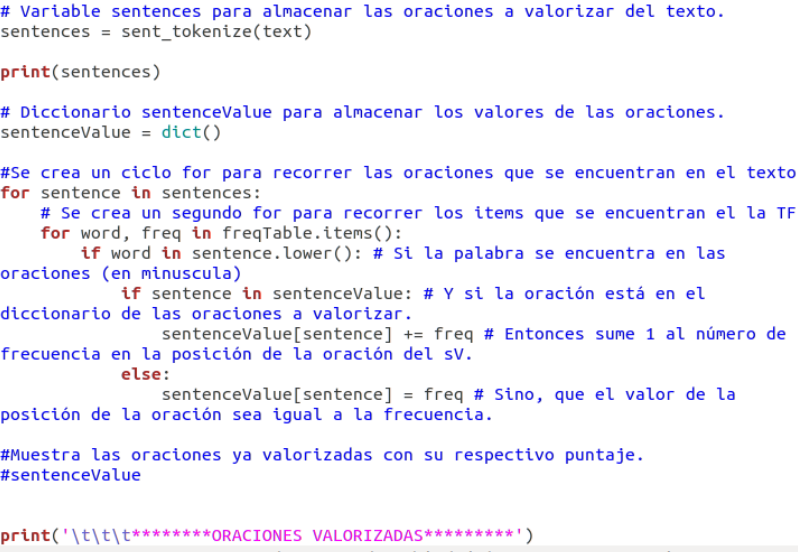 # Variable sentences para almacenar las oraciones a valorizar del texto.
sentences = sent_tokenize(text)
print(sentences)
# Diccionario sentenceValue para almacenar los valores de las oraciones.
sentenceValue = dict()
#Se crea un ciclo for para recorrer las oraciones que se encuentran en el texto
for sentence in sentences:
    # Se crea un segundo for para recorrer los items que se encuentran el la TF
    for word, freq in freqTable.items():
        if word in sentence.lower(): # Si la palabra se encuentra en las
oraciones (en minuscula)
            if sentence in sentenceValue: # Y si la oración está en el
diccionario de las oraciones a valorizar.
                sentenceValue[sentence] += freq # Entonces sume 1 al número de
frecuencia en la posición de la oración del sV.
            else:
                sentenceValue[sentence] = freq # Sino, que el valor de la
posición de la oración sea igual a la frecuencia.
#Muestra las oraciones ya valorizadas con su respectivo puntaje.
#sentenceValue
print('\t\t\t********ORACIONES VALORIZADAS*********')